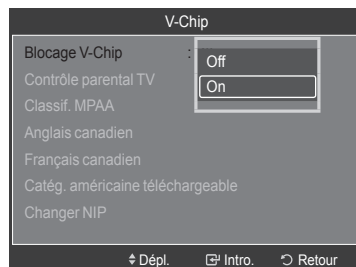 V-Chip
Blocage V-Chip : Off
On
Contrôle parental TV
Classif. MPAA
Anglais canadien
Français canadien
Catég. américaine téléchargeable
Changer NIP
Dépl. Intro. Retour